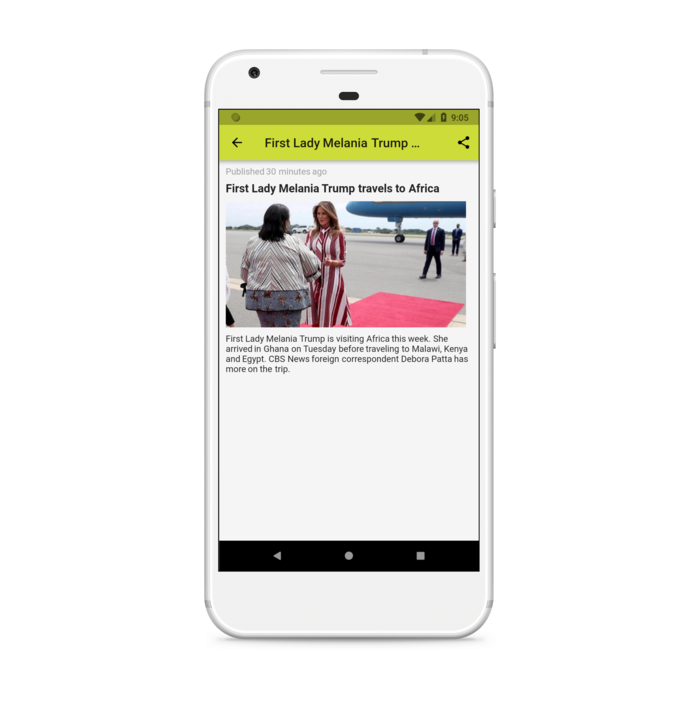 9:05
First Lady Melania Trump ...
Published 30 minutes ago
First Lady Melania Trump travels to Africa
First Lady Melania Trump is visiting Africa this week. She
arrived in Ghana on Tuesday before traveling to Malawi, Kenya
and Egypt. CBS News foreign correspondent Debora Patta has
more on the trip.